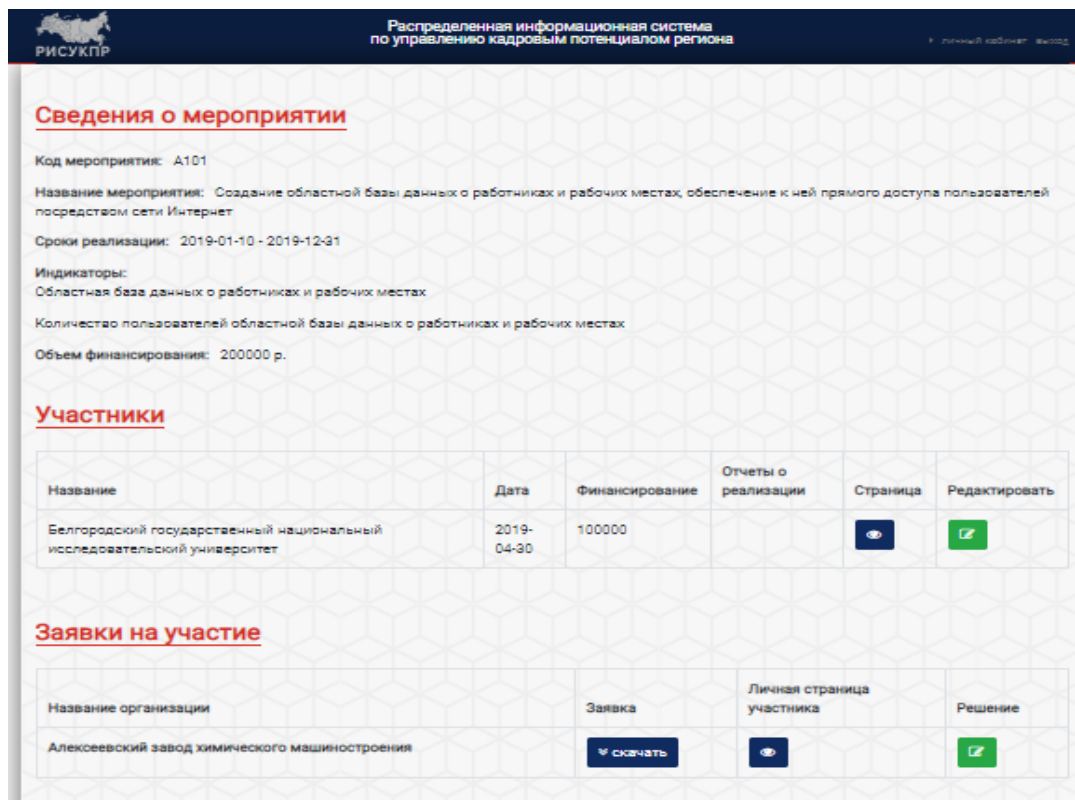 РИСУКПР
Распределенная информационная система
по управлению кадровым потенциалом региона
личный кабинет выход
Сведения о мероприятии
Код мероприятия: А101
Название мероприятия: Создание областной базы данных о работниках и рабочих местах, обеспечение к ней прямого доступа пользователей
посредством сети Интернет
Сроки реализации: 2019-01-10 - 2019-12-31
Индикаторы:
Областная база данных о работниках и рабочих местах
Количество пользователей областной базы данных о работниках и рабочих местах
Объем финансирования: 200000 р.
Участники
Название Дата Финансирование Отчеты о реализации Страница Редактировать
Белгородский государственный национальный
исследовательский университет
2019-
04-30
100000
Заявки на участие
Название организации Заявка Личная страница участника Решение
Алексеевский завод химического машиностроения скачать